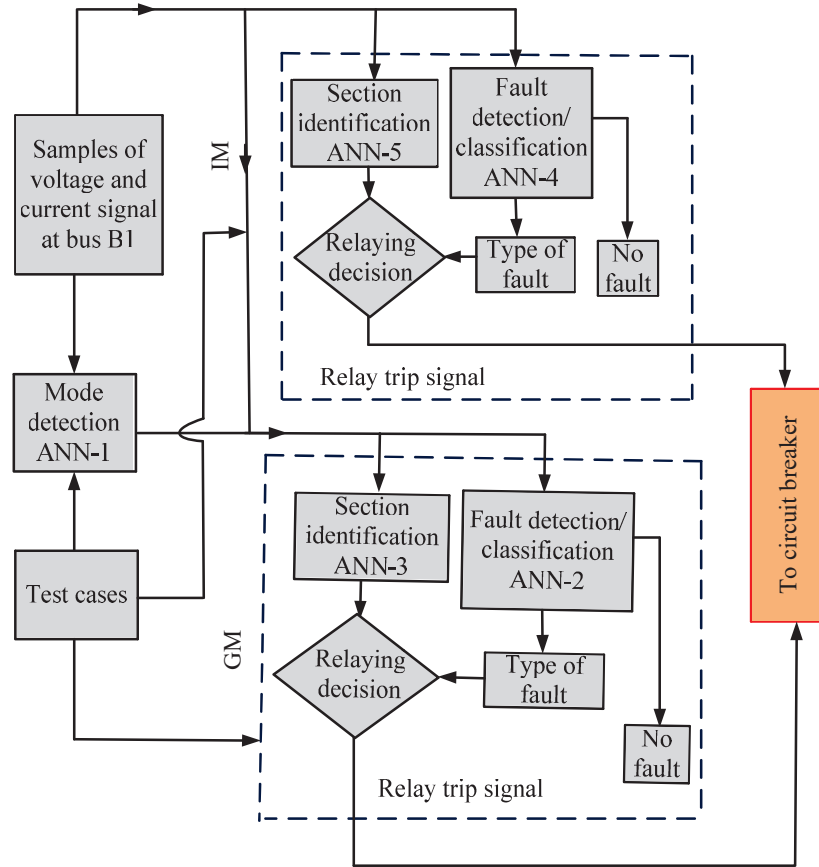 Samples of
voltage and
current signal
at bus B1
Mode
detection
ANN-1
Test cases
IM
GM
Section
identification
ANN-5
Fault
detection/
classification
ANN-4
Relaying
decision
Type of
fault
No
fault
Relay trip signal
Section
identification
ANN-3
Fault detection/
classification
ANN-2
Relaying
decision
Type of
fault
No
fault
Relay trip signal
To circuit breaker